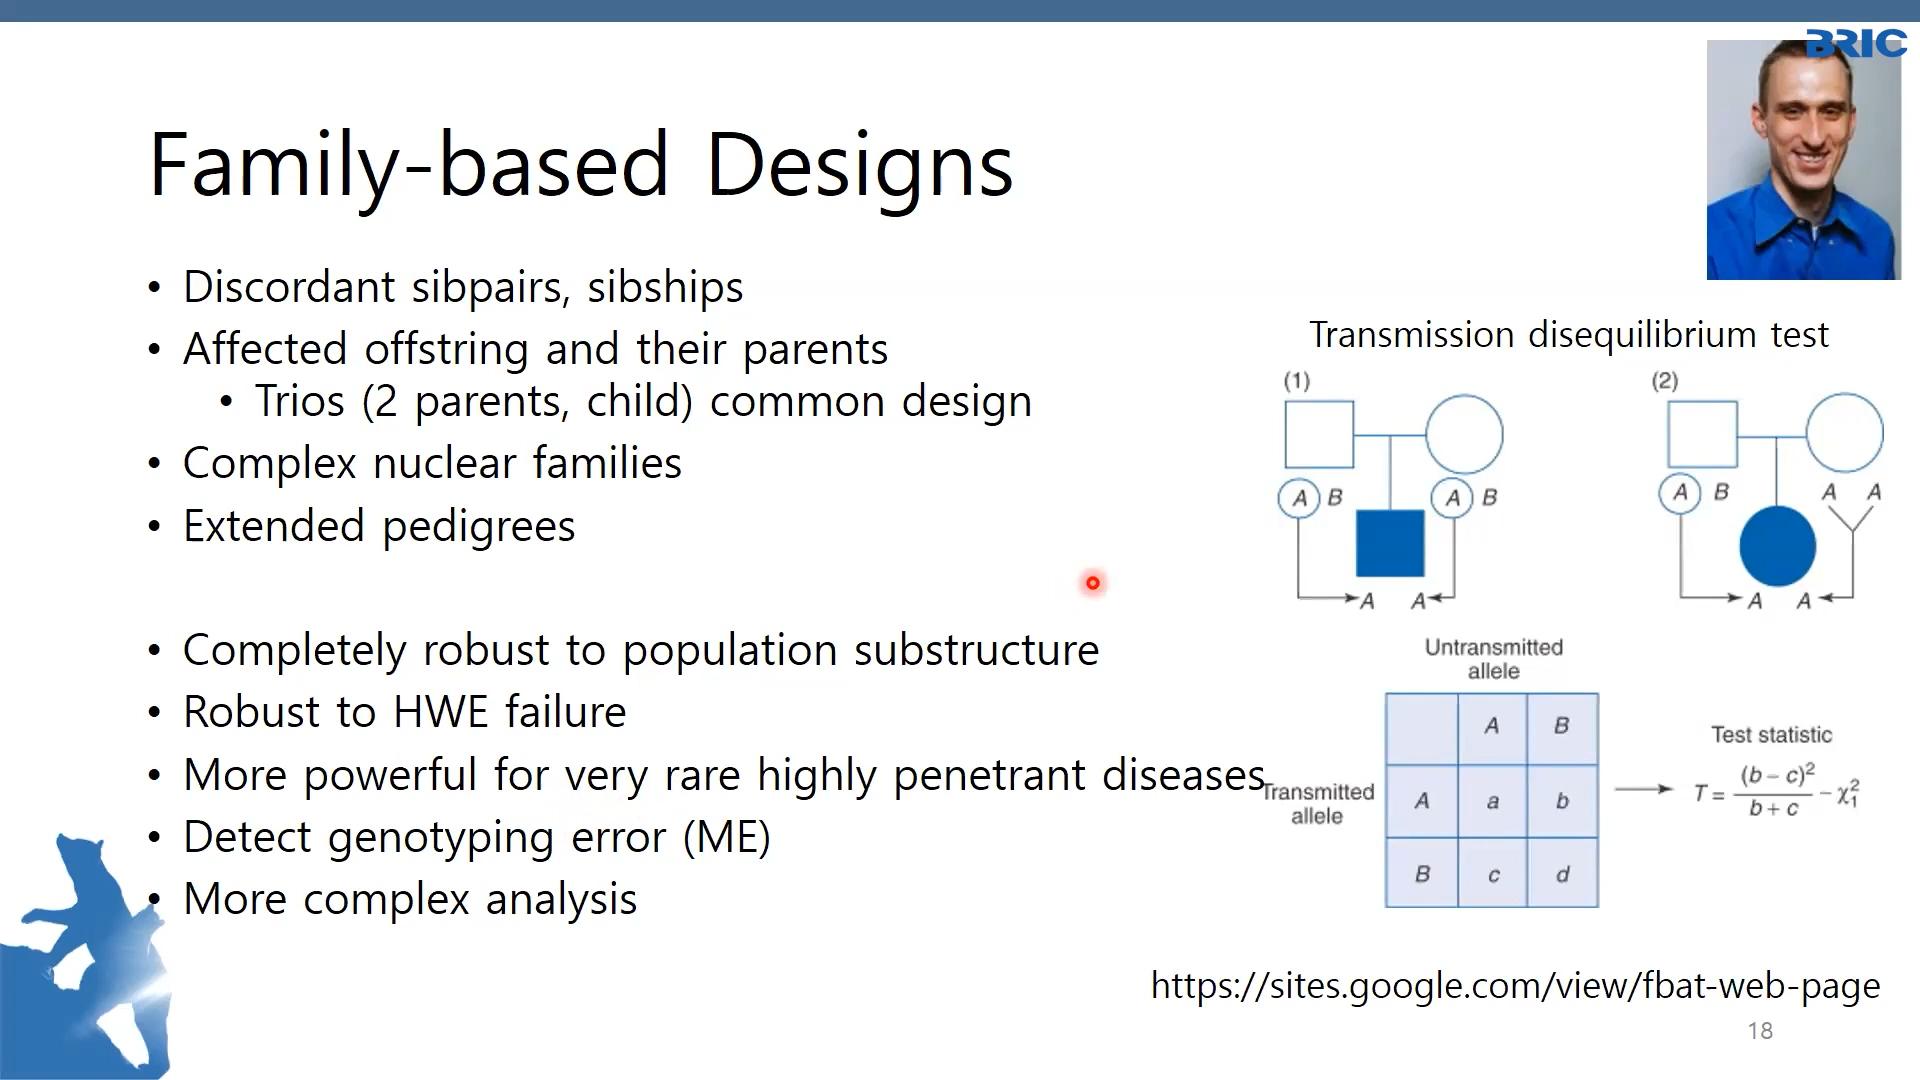 BRIC
Family-based Designs
• Discordant sibpairs, sibships
• Affected offstring and their parents
• Trios (2 parents, child) common design
• Complex nuclear families
• Extended pedigrees
• Completely robust to population substructure
• Robust to HWE failure
• More powerful for very rare highly penetrant diseases
• Detect genotyping error (ME)
• More complex analysis
Transmission disequilibrium test
(1)
A B A B
A A
(2)
A B A A
A A
Untransmitted
allele
A B
Transmitted
allele
A a b
B c d
Test statistic
T = (b – c)² / b + c – χ²₁
https://sites.google.com/view/fbat-web-page
18